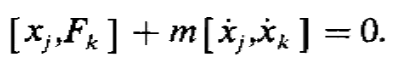 [x_j, F_k] + m[ẋ_j, ẋ_k] = 0.